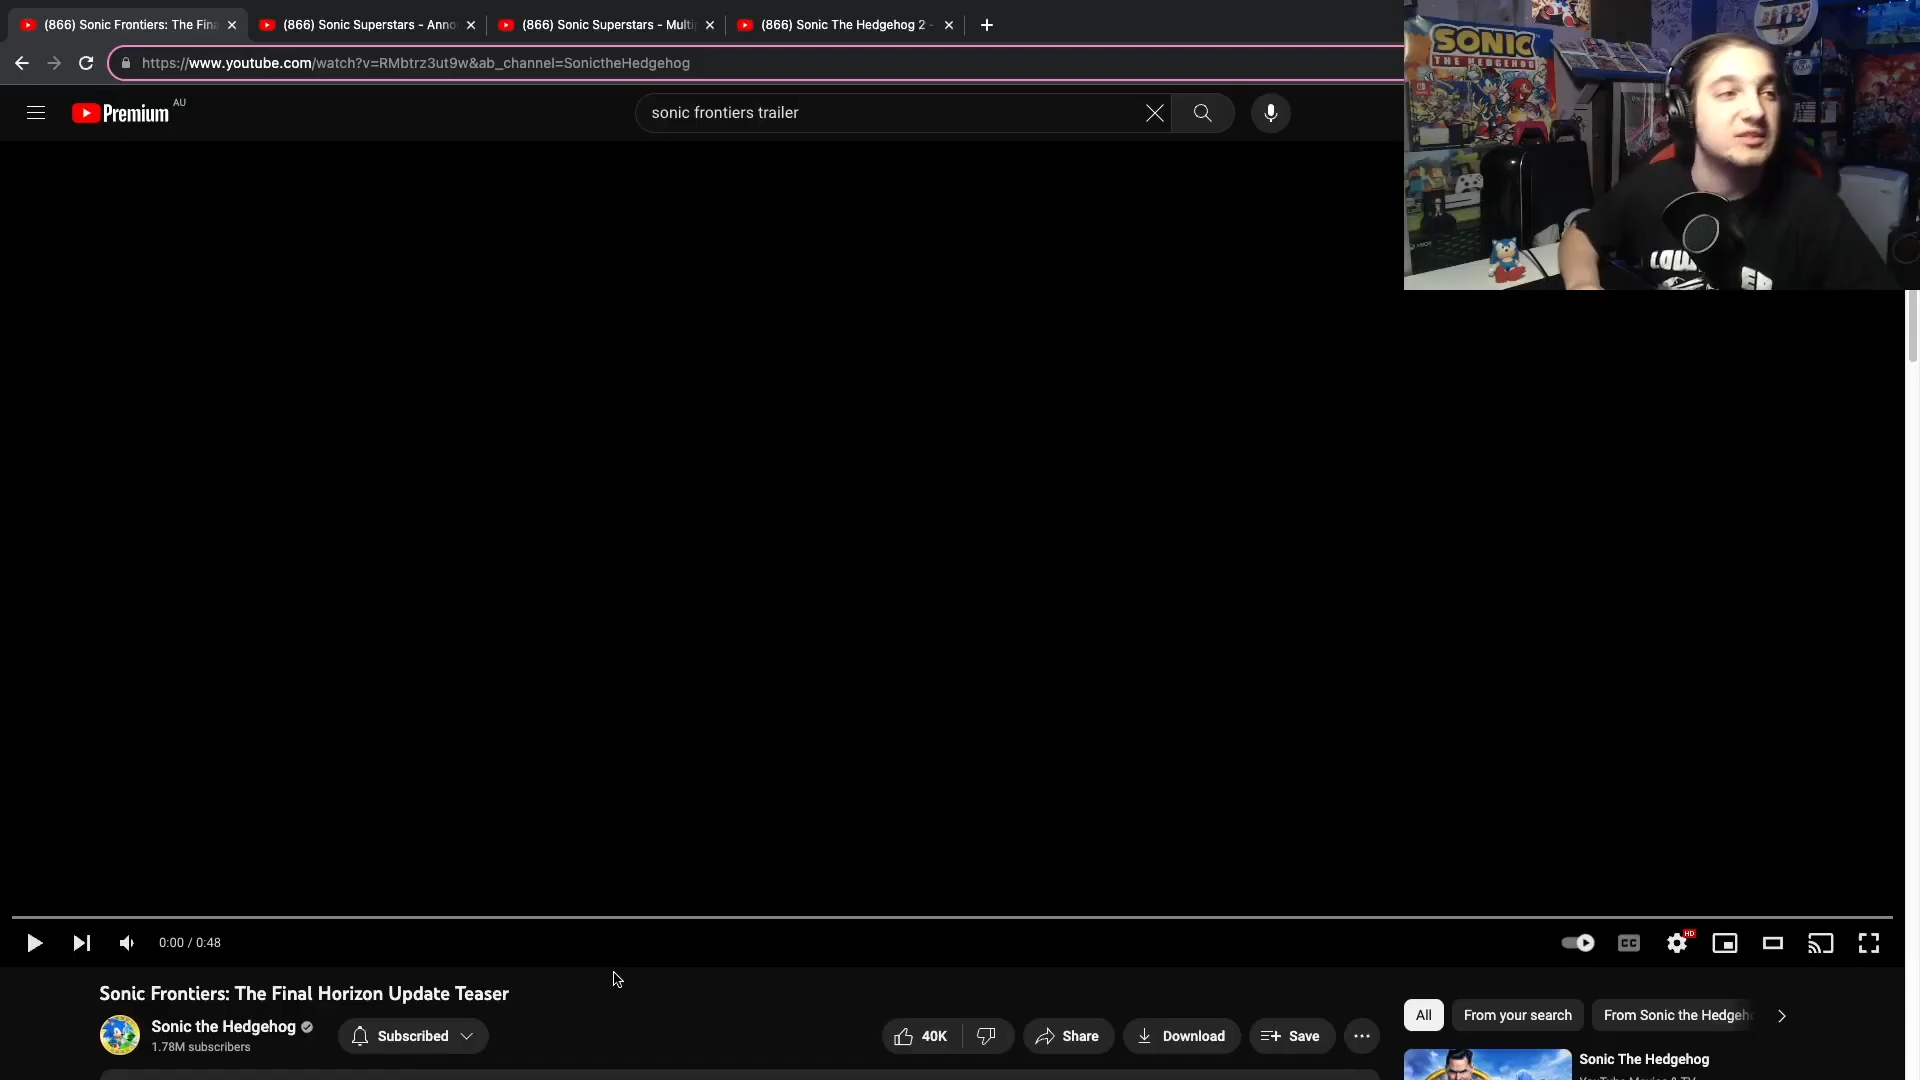 (866) Sonic Frontiers: The Fina
(866) Sonic Superstars - Anno
(866) Sonic Superstars - Multi
(866) Sonic The Hedgehog 2 -
https://www.youtube.com/watch?v=RMbtrz3ut9w&ab_channel=SonictheHedgehog
Premium
AU
sonic frontiers trailer
SONIC
THE HEDGEHOG
0:00 / 0:48
CC
HD
Sonic Frontiers: The Final Horizon Update Teaser
Sonic the Hedgehog
1.78M subscribers
Subscribed
40K
Share
Download
Save
All
From your search
From Sonic the Hedgeho
Sonic The Hedgehog